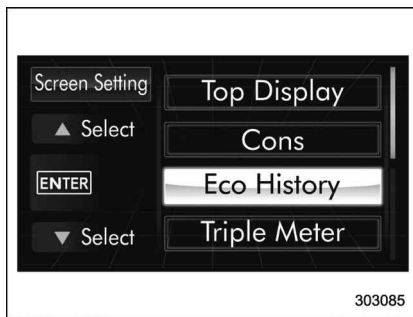 Screen Setting
▲ Select
ENTER
▼ Select
Top Display
Cons
Eco History
Triple Meter
303085